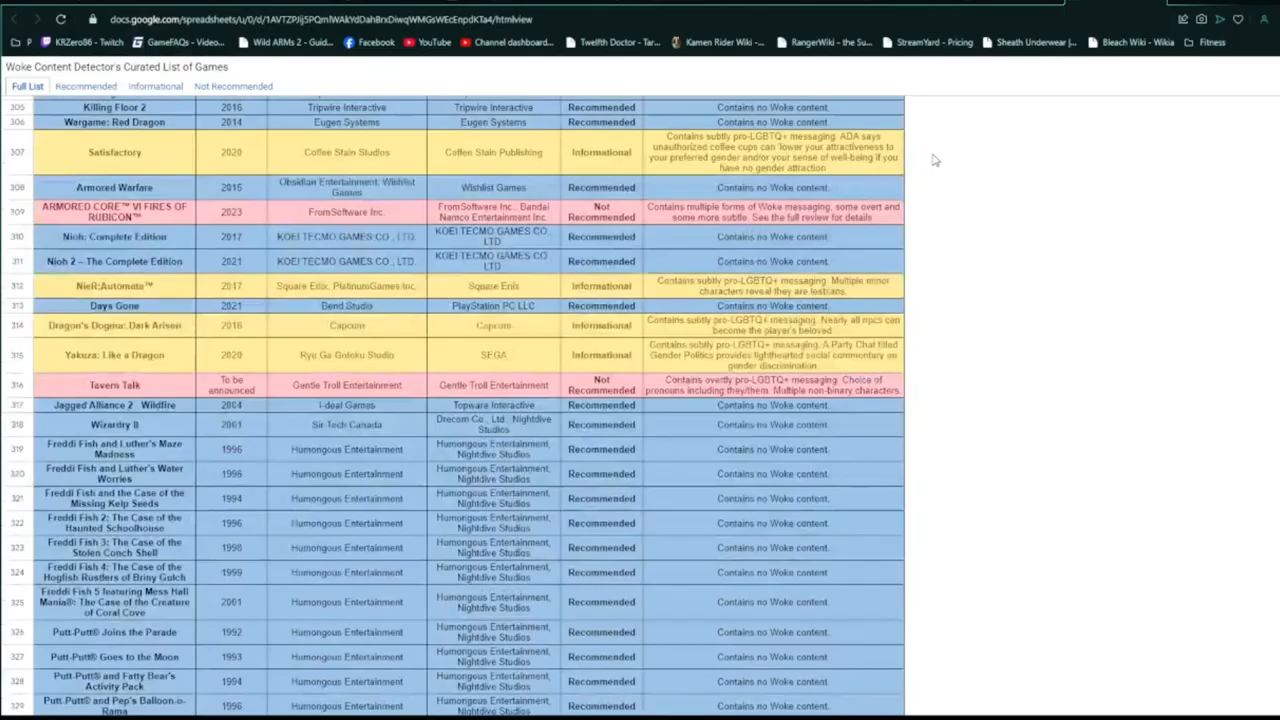 docs.google.com/spreadsheets/u/0/d/1AVTZPJij5PQmlWAkYdDahBrxDiwqWMGsWEcEnpdKTa4/htmlview
P KRZero86 - Twitch GameFAQs - Video... Wild ARMs 2 - Guid... Facebook YouTube Channel dashboard... Twelfth Doctor - Tar... Kamen Rider Wiki -... RangerWiki - the Su... StreamYard - Pricing Sheath Underwear |... Bleach Wiki - Wikia Fitness
Woke Content Detector's Curated List of Games
Full List Recommended Informational Not Recommended
305 Killing Floor 2 2016 Tripwire Interactive Tripwire Interactive Recommended Contains no Woke content.
306 Wargame: Red Dragon 2014 Eugen Systems Eugen Systems Recommended Contains no Woke content.
307 Satisfactory 2020 Coffee Stain Studios Coffee Stain Publishing Informational Contains subtly pro-LGBTQ+ messaging. ADA says
unauthorized coffee cups can 'lower your attractiveness to
your preferred gender and/or your sense of well-being if you
have no gender attraction
308 Armored Warfare 2015 Obsidian Entertainment, Wishlist
Games Wishlist Games Recommended Contains no Woke content.
309 ARMORED CORE™ VI FIRES OF
RUBICON™ 2023 FromSoftware Inc. FromSoftware Inc., Bandai
Namco Entertainment Inc. Not
Recommended Contains multiple forms of Woke messaging, some overt and
some more subtle. See the full review for details
310 Nioh: Complete Edition 2017 KOEI TECMO GAMES CO., LTD. KOEI TECMO GAMES CO.,
LTD. Recommended Contains no Woke content.
311 Nioh 2 – The Complete Edition 2021 KOEI TECMO GAMES CO., LTD. KOEI TECMO GAMES CO.,
LTD. Recommended Contains no Woke content.
312 NieR:Automata™ 2017 Square Enix, PlatinumGames Inc. Square Enix Informational Contains subtly pro-LGBTQ+ messaging. Multiple minor
characters reveal they are lesbians.
313 Days Gone 2021 Bend Studio PlayStation PC LLC Recommended Contains no Woke content.
314 Dragon's Dogma: Dark Arisen 2016 Capcom Capcom Informational Contains subtly pro-LGBTQ+ messaging. Nearly all npcs can
become the player's beloved
315 Yakuza: Like a Dragon 2020 Ryu Ga Gotoku Studio SEGA Informational Contains subtly pro-LGBTQ+ messaging. A Party Chat titled
Gender Politics provides lighthearted social commentary on
gender discrimination.
316 Tavern Talk To be
announced Gentle Troll Entertainment Gentle Troll Entertainment Not
Recommended Contains overtly pro-LGBTQ+ messaging. Choice of
pronouns including they/them. Multiple non-binary characters.
317 Jagged Alliance 2 Wildfire 2004 I-deal Games Topware Interactive Recommended Contains no Woke content.
318 Wizardry 8 2001 Sir-Tech Canada Drecom Co., Ltd., Nightdive
Studios Recommended Contains no Woke content.
319 Freddi Fish and Luther's Maze
Madness 1996 Humongous Entertainment Humongous Entertainment,
Nightdive Studios Recommended Contains no Woke content.
320 Freddi Fish and Luther's Water
Worries 1996 Humongous Entertainment Humongous Entertainment,
Nightdive Studios Recommended Contains no Woke content.
321 Freddi Fish and the Case of the
Missing Kelp Seeds 1994 Humongous Entertainment Humongous Entertainment,
Nightdive Studios Recommended Contains no Woke content.
322 Freddi Fish 2: The Case of the
Haunted Schoolhouse 1996 Humongous Entertainment Humongous Entertainment,
Nightdive Studios Recommended Contains no Woke content.
323 Freddi Fish 3: The Case of the
Stolen Conch Shell 1998 Humongous Entertainment Humongous Entertainment,
Nightdive Studios Recommended Contains no Woke content.
324 Freddi Fish 4: The Case of the
Hogfish Rustlers of Briny Gulch 1999 Humongous Entertainment Humongous Entertainment,
Nightdive Studios Recommended Contains no Woke content.
325 Freddi Fish 5 featuring Mess Hall
Mania®: The Case of the Creature
of Coral Cove 2001 Humongous Entertainment Humongous Entertainment,
Nightdive Studios Recommended Contains no Woke content.
326 Putt-Putt® Joins the Parade 1992 Humongous Entertainment Humongous Entertainment,
Nightdive Studios Recommended Contains no Woke content.
327 Putt-Putt® Goes to the Moon 1993 Humongous Entertainment Humongous Entertainment,
Nightdive Studios Recommended Contains no Woke content.
328 Putt-Putt® and Fatty Bear's
Activity Pack 1994 Humongous Entertainment Humongous Entertainment,
Nightdive Studios Recommended Contains no Woke content.
329 Putt-Putt® and Pep's Balloon-o-
Rama 1996 Humongous Entertainment Humongous Entertainment,
Nightdive Studios Recommended Contains no Woke content.